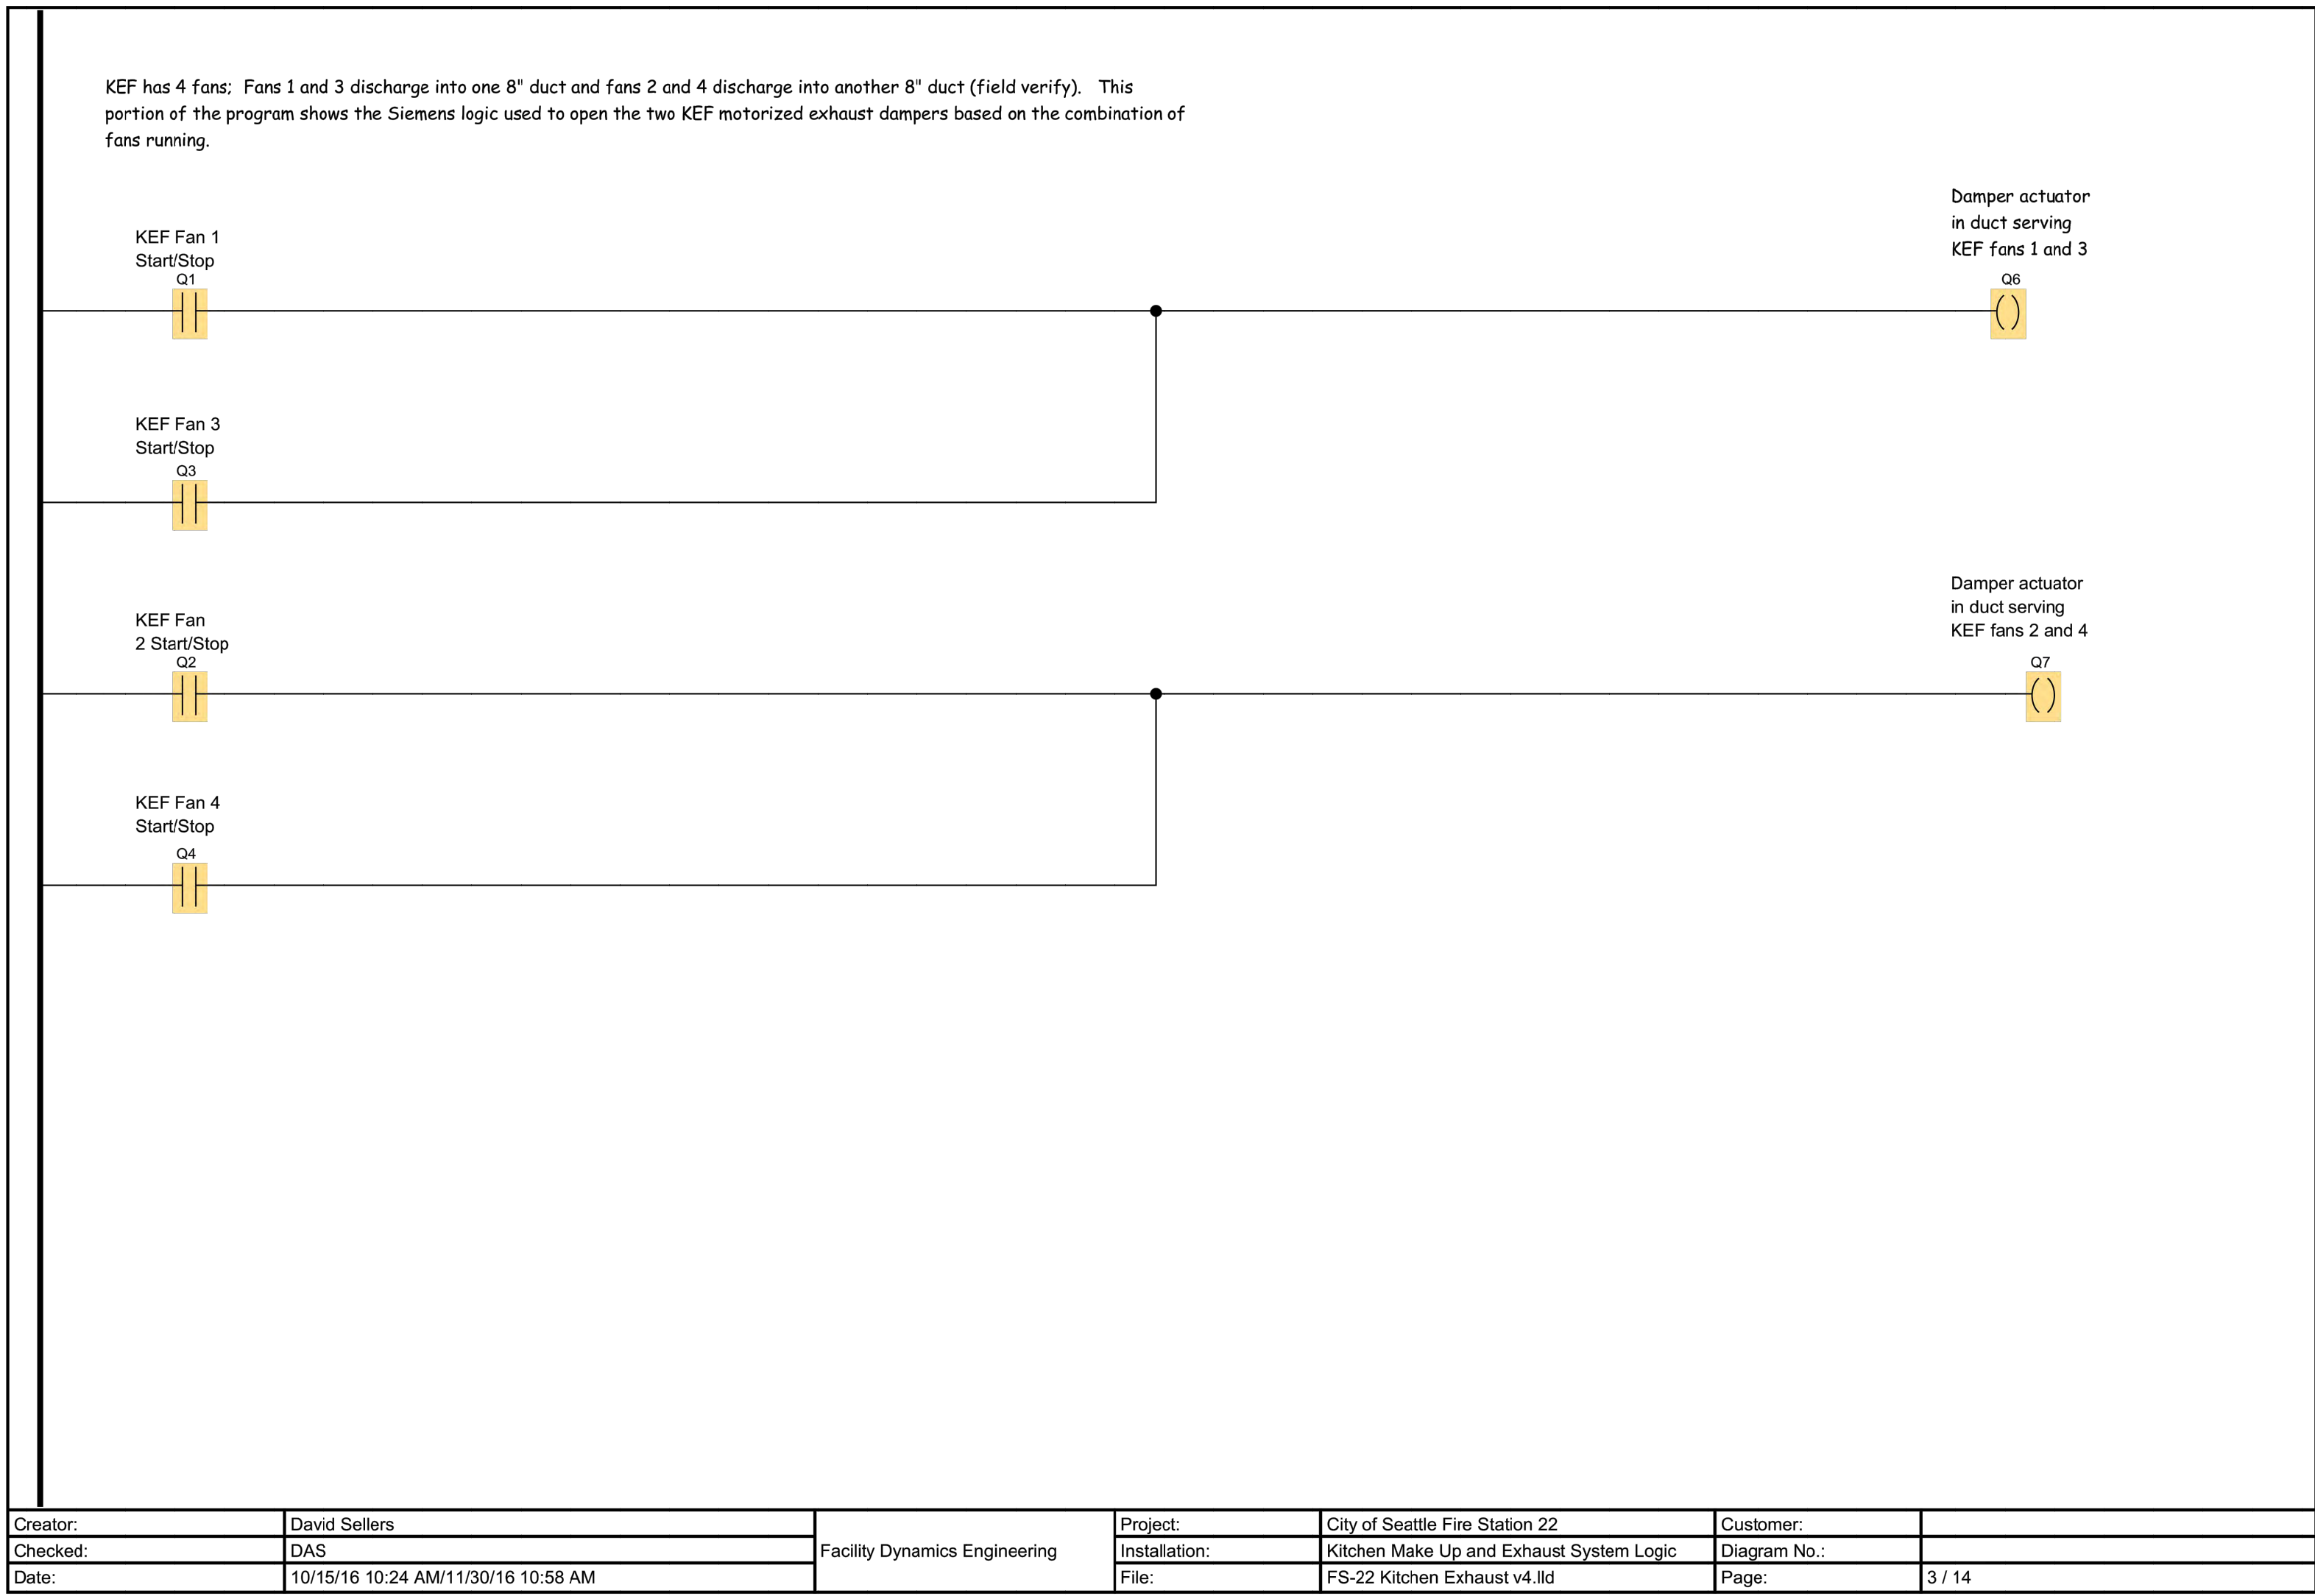 KEF has 4 fans;  Fans 1 and 3 discharge into one 8" duct and fans 2 and 4 discharge into another 8" duct (field verify).   This
portion of the program shows the Siemens logic used to open the two KEF motorized exhaust dampers based on the combination of
fans running.
Damper actuator
in duct serving
KEF fans 1 and 3
KEF Fan 1
Start/Stop
Q1
Q6
KEF Fan 3
Start/Stop
Q3
Damper actuator
in duct serving
KEF fans 2 and 4
KEF Fan
2 Start/Stop
Q2
Q7
KEF Fan 4
Start/Stop
Q4
Creator: David Sellers
Checked: DAS
Date: 10/15/16 10:24 AM/11/30/16 10:58 AM
Facility Dynamics Engineering
Project: City of Seattle Fire Station 22
Installation: Kitchen Make Up and Exhaust System Logic
File: FS-22 Kitchen Exhaust v4.lld
Customer:
Diagram No.:
Page: 3 / 14